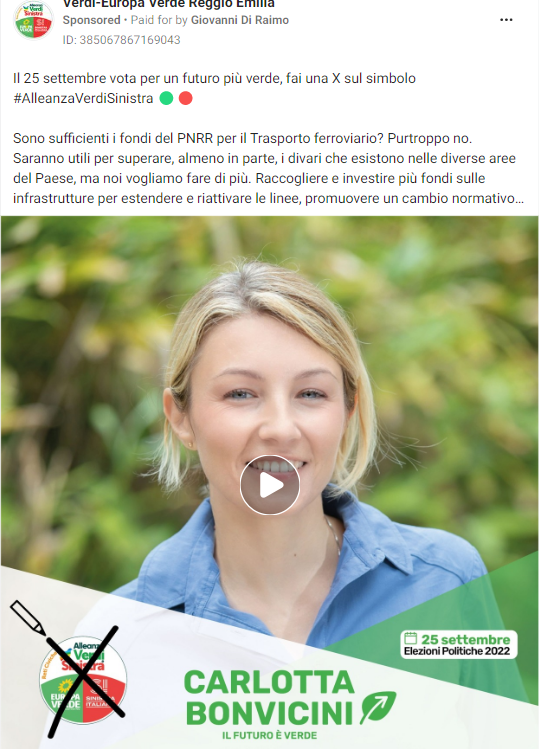 Verdi-Europa Verde Reggio Emilia
Sponsored • Paid for by Giovanni Di Raimo
ID: 385067867169043
Il 25 settembre vota per un futuro più verde, fai una X sul simbolo
#AlleanzaVerdiSinistra
Sono sufficienti i fondi del PNRR per il Trasporto ferroviario? Purtroppo no.
Saranno utili per superare, almeno in parte, i divari che esistono nelle diverse aree
del Paese, ma noi vogliamo fare di più. Raccogliere e investire più fondi sulle
infrastrutture per estendere e riattivare le linee, promuovere un cambio normativo...
25 settembre
Elezioni Politiche 2022
Alleanza
Verdi
Sinistra
EUROPA
VERDE
SINISTRA
ITALIANA
CARLOTTA
BONVICINI
IL FUTURO È VERDE